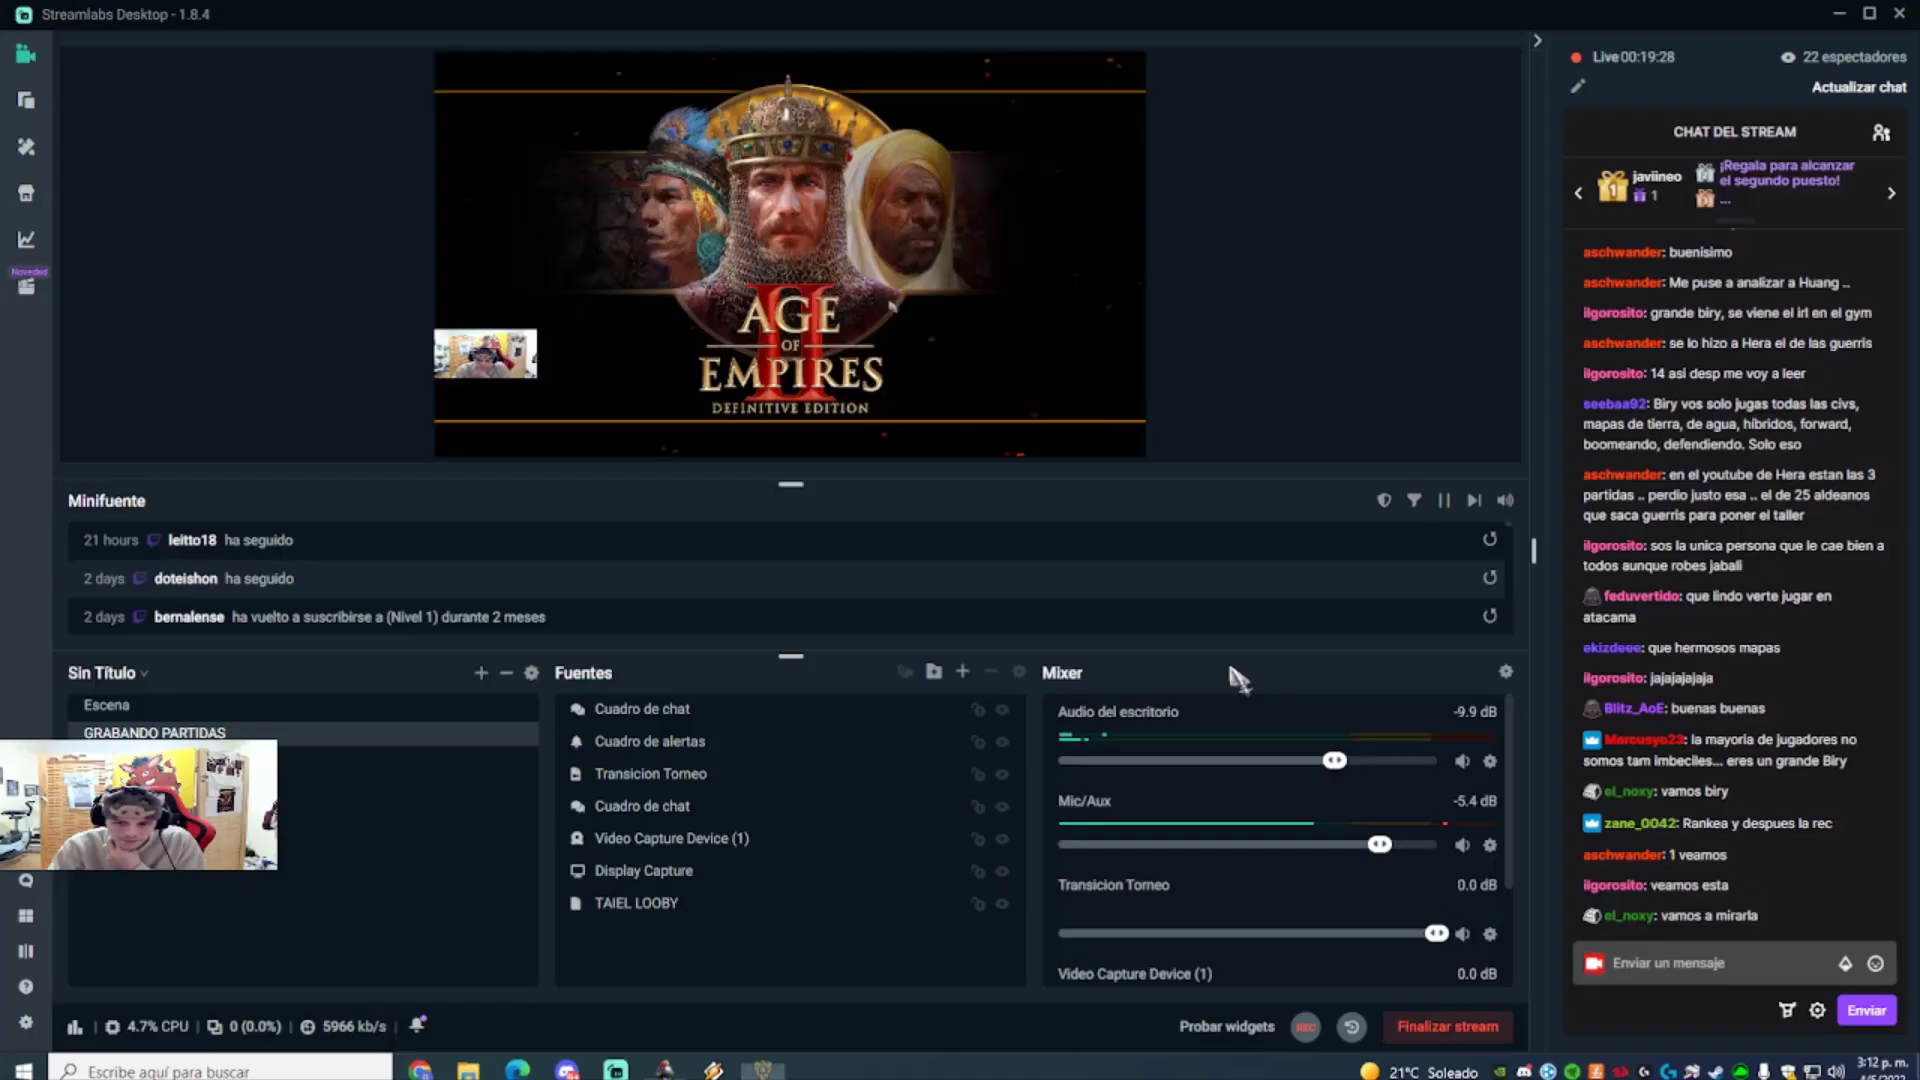 Streamlabs Desktop - 1.8.4
Live 00:19:28
22 espectadores
Actualizar chat
CHAT DEL STREAM
javiineo
1
¡Regala para alcanzar
el segundo puesto!
...
Novedad
AGE
OF
EMPIRES
II
DEFINITIVE EDITION
aschwander: buenisimo
aschwander: Me puse a analizar a Huang ..
ilgorosito: grande biry, se viene el irl en el gym
aschwander: se lo hizo a Hera el de las guerris
ilgorosito: 14 asi desp me voy a leer
seebaa92: Biry vos solo jugas todas las civs,
mapas de tierra, de agua, híbridos, forward,
boomeando, defendiendo. Solo eso
aschwander: en el youtube de Hera estan las 3
partidas .. perdio justo esa .. el de 25 aldeanos
que saca guerris para poner el taller
ilgorosito: sos la unica persona que le cae bien a
todos aunque robes jabali
feduvertido: que lindo verte jugar en
atacama
ekizdeee: que hermosos mapas
ilgorosito: jajajajajaja
Blitz_AoE: buenas buenas
Marcusyo23: la mayoria de jugadores no
somos tam imbeciles... eres un grande Biry
el_noxy: vamos biry
zane_0042: Rankea y despues la rec
aschwander: 1 veamos
ilgorosito: veamos esta
el_noxy: vamos a mirarla
Enviar un mensaje
Enviar
Minifuente
21 hours leitto18 ha seguido
2 days doteishon ha seguido
2 days bernalense ha vuelto a suscribirse a (Nivel 1) durante 2 meses
Sin Título
Escena
GRABANDO PARTIDAS
Fuentes
Cuadro de chat
Cuadro de alertas
Transicion Torneo
Cuadro de chat
Video Capture Device (1)
Display Capture
TAIEL LOOBY
Mixer
Audio del escritorio -9.9 dB
Mic/Aux -5.4 dB
Transicion Torneo 0.0 dB
Video Capture Device (1) 0.0 dB
4.7% CPU
0 (0.0%)
5966 kb/s
Probar widgets
REC
Finalizar stream
Escribe aquí para buscar
21°C Soleado
3:12 p. m.